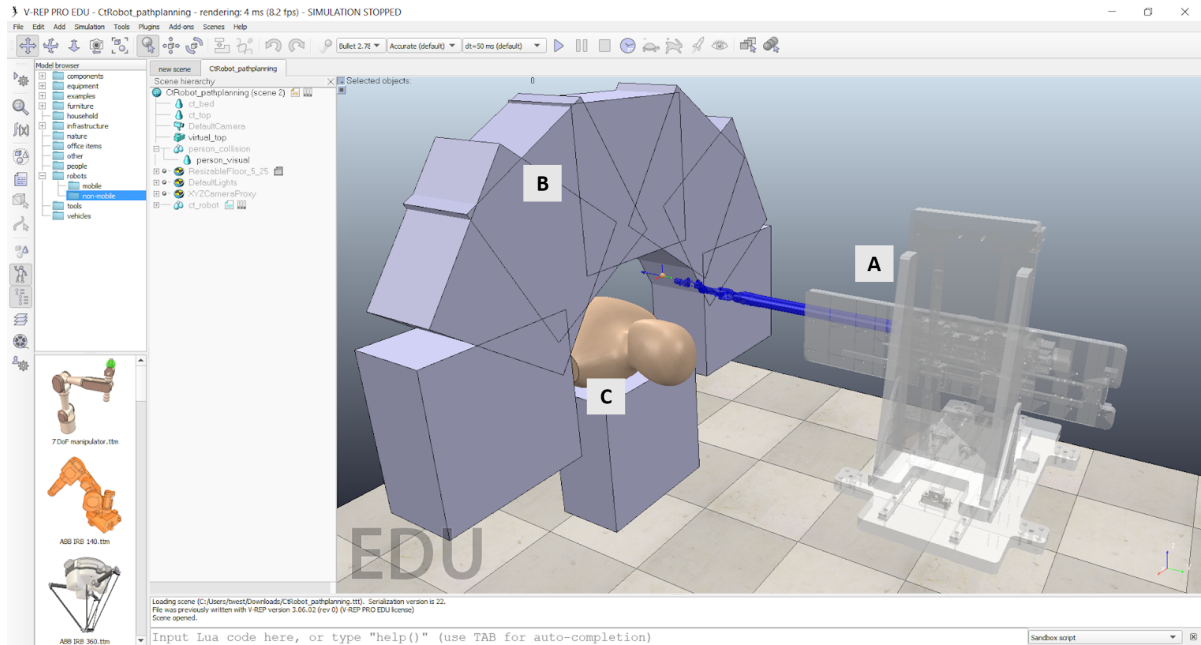 V-REP PRO EDU - CtRobot_pathplanning - rendering: 4 ms (8.2 fps) - SIMULATION STOPPED
File Edit Add Simulation Tools Plugins Add-ons Scenes Help
Bullet 2.78 Accurate (default) dt=50 ms (default)
Model browser
components
equipment
examples
furniture
household
infrastructure
nature
office items
other
people
robots
mobile
non-mobile
tools
vehicles
7 DoF manipulator.ttm
ABB IRB 140.ttm
ABB IRB 360.ttm
new scene CtRobot_pathplanning
Scene hierarchy
CtRobot_pathplanning (scene 2)
ct_bed
ct_top
DefaultCamera
virtual_top
person_collision
person_visual
ResizableFloor_5_25
DefaultLights
XYZCameraProxy
ct_robot
Selected objects: 0
B
A
C
EDU
Loading scene (C:/Users/twest/Downloads/CtRobot_pathplanning.ttt). Serialization version is 22.
File was previously written with V-REP version 3.06.02 (rev 0) (V-REP PRO EDU license)
Scene opened.
Input Lua code here, or type "help()" (use TAB for auto-completion)
Sandbox script